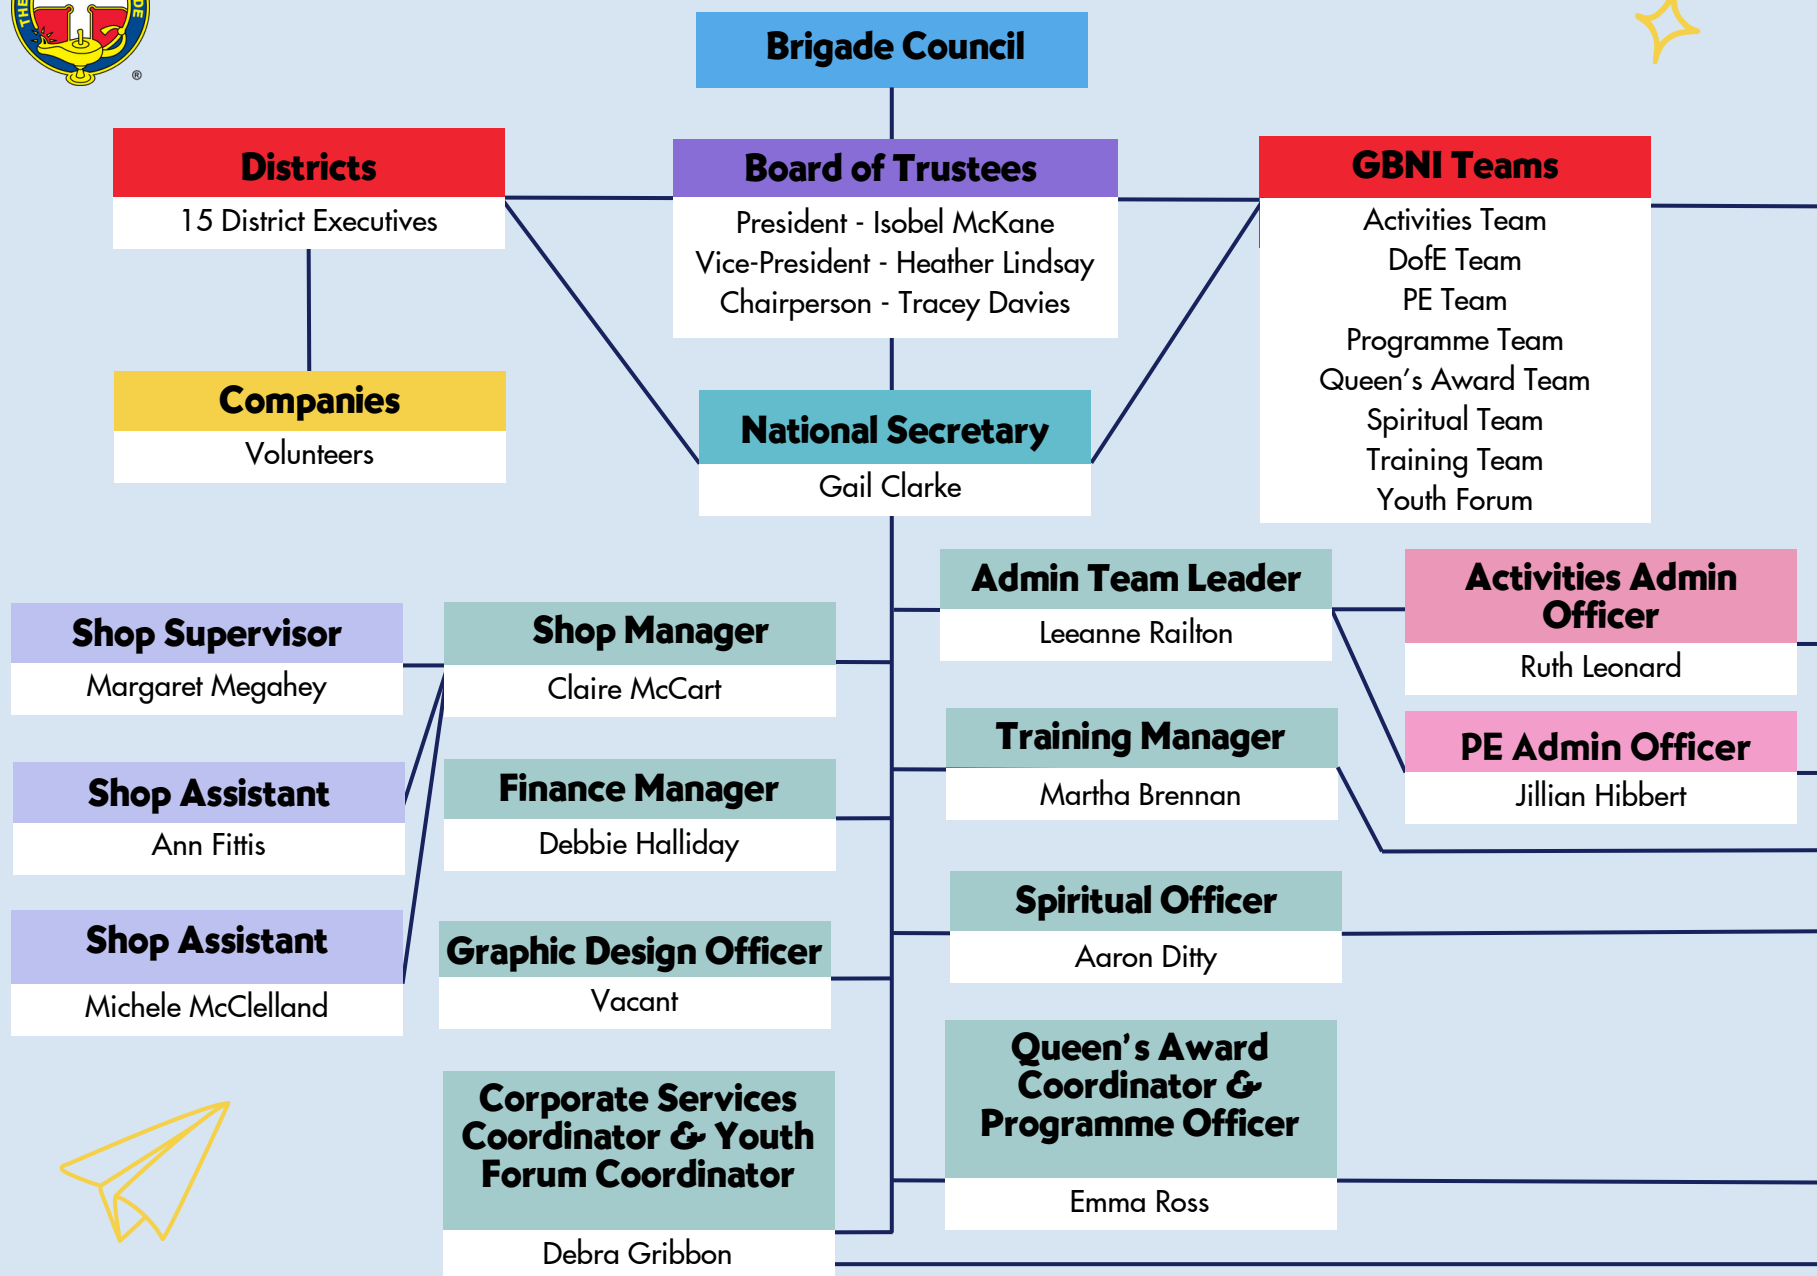 THE
DE
®
Brigade Council
Districts
15 District Executives
Board of Trustees
President - Isobel McKane
Vice-President - Heather Lindsay
Chairperson - Tracey Davies
GBNI Teams
Activities Team
DofE Team
PE Team
Programme Team
Queen's Award Team
Spiritual Team
Training Team
Youth Forum
Companies
Volunteers
National Secretary
Gail Clarke
Admin Team Leader
Leeanne Railton
Activities Admin
Officer
Ruth Leonard
Shop Supervisor
Margaret Megahey
Shop Manager
Claire McCart
Training Manager
Martha Brennan
PE Admin Officer
Jillian Hibbert
Shop Assistant
Ann Fittis
Finance Manager
Debbie Halliday
Spiritual Officer
Aaron Ditty
Shop Assistant
Michele McClelland
Graphic Design Officer
Vacant
Queen's Award
Coordinator &
Programme Officer
Emma Ross
Corporate Services
Coordinator & Youth
Forum Coordinator
Debra Gribbon